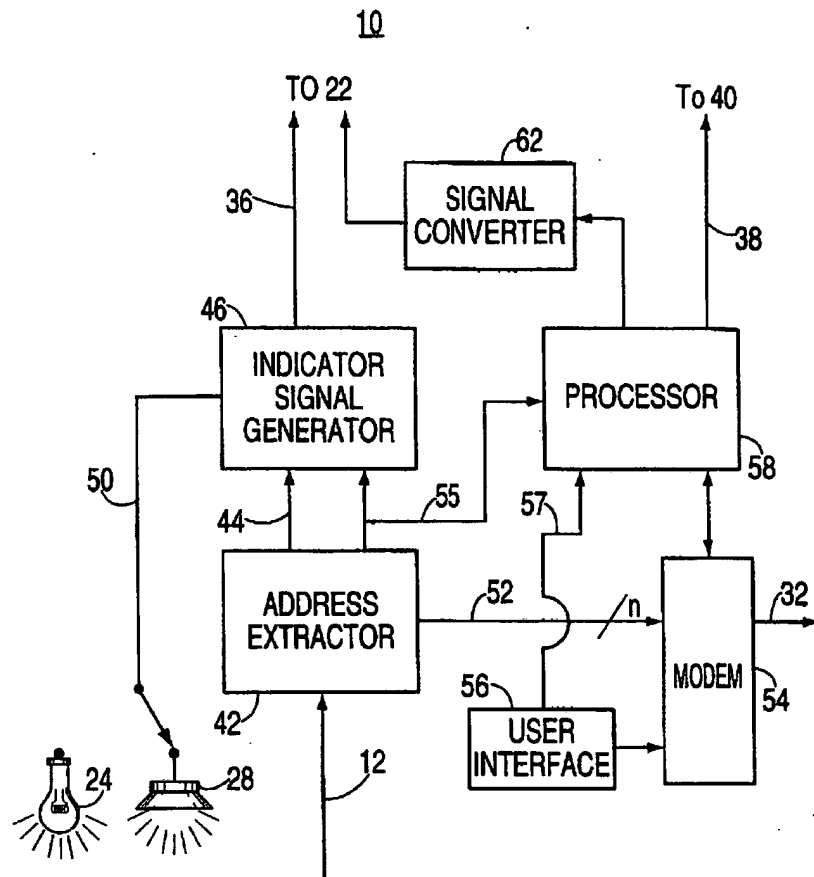 10
TO 22
To 40
62
SIGNAL
CONVERTER
36
38
46
INDICATOR
SIGNAL
GENERATOR
PROCESSOR
58
50
44
55
57
ADDRESS
EXTRACTOR
52
n
32
MODEM
54
42
56
USER
INTERFACE
24
28
12